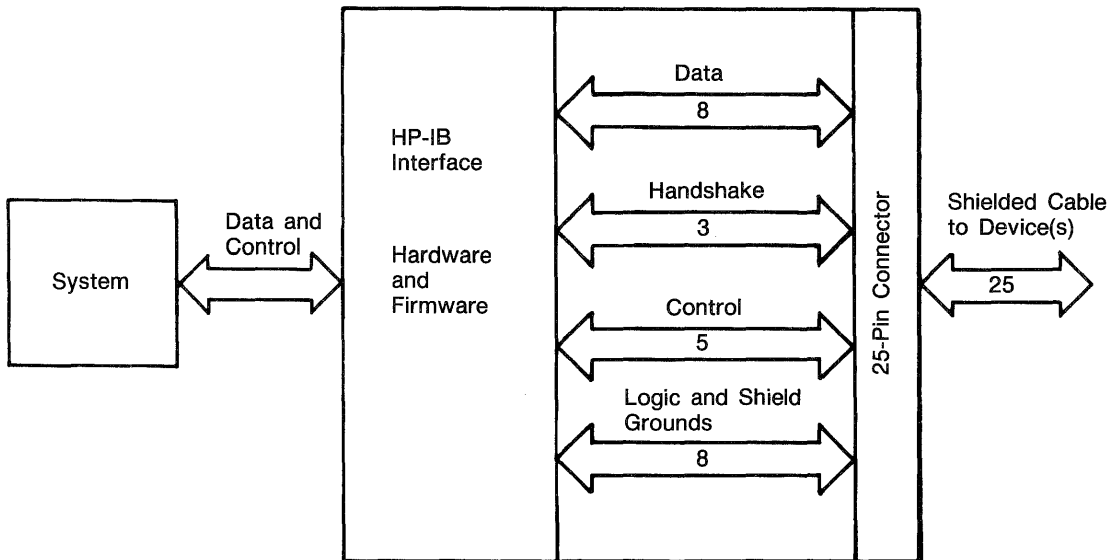 System
Data and
Control
HP-IB
Interface
Hardware
and
Firmware
Data
8
Handshake
3
Control
5
Logic and Shield
Grounds
8
25-Pin Connector
Shielded Cable
to Device(s)
25